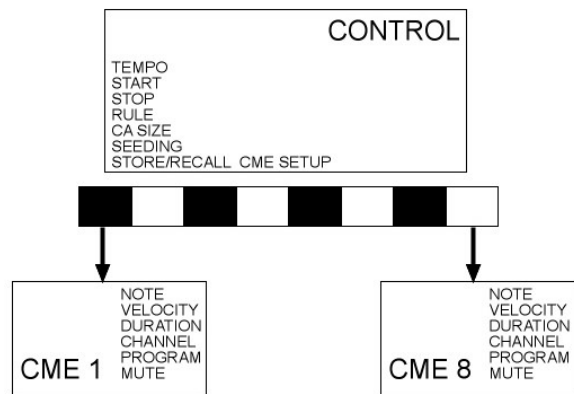 CONTROL
TEMPO
START
STOP
RULE
CA SIZE
SEEDING
STORE/RECALL CME SETUP
NOTE
VELOCITY
DURATION
CHANNEL
PROGRAM
MUTE
CME 1
NOTE
VELOCITY
DURATION
CHANNEL
PROGRAM
MUTE
CME 8